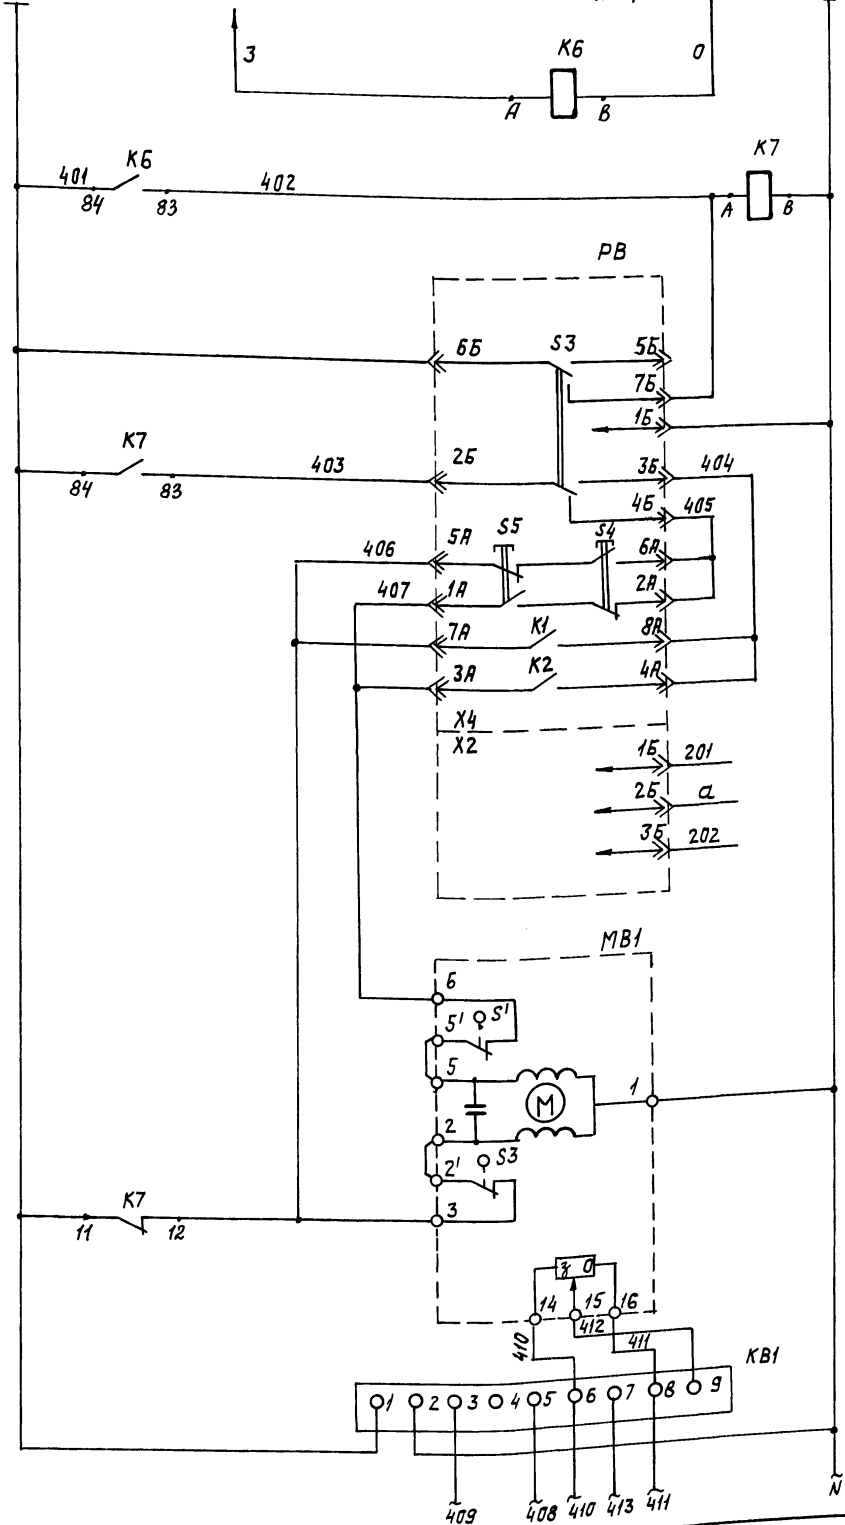 3 К6 0
А В
401 К6 402 К7
84 83 А В
РВ
6Б S3 5Б
7Б
1Б
К7 403 2Б 3Б 404
84 83
4Б 405
406 5А S5 S4 6А
407 1А 2А
7А К1 8А
3А К2 4А
X4
X2
1Б 201
2Б а
3Б 202
МВ1
6
5' S'
5
М 1
2
2' S3
К7 3
11 12
З О
14 15 16
410 412 411
КВ1
1 2 3 4 5 6 7 8 9
~409 ~408 ~410 ~413 ~411 ~N